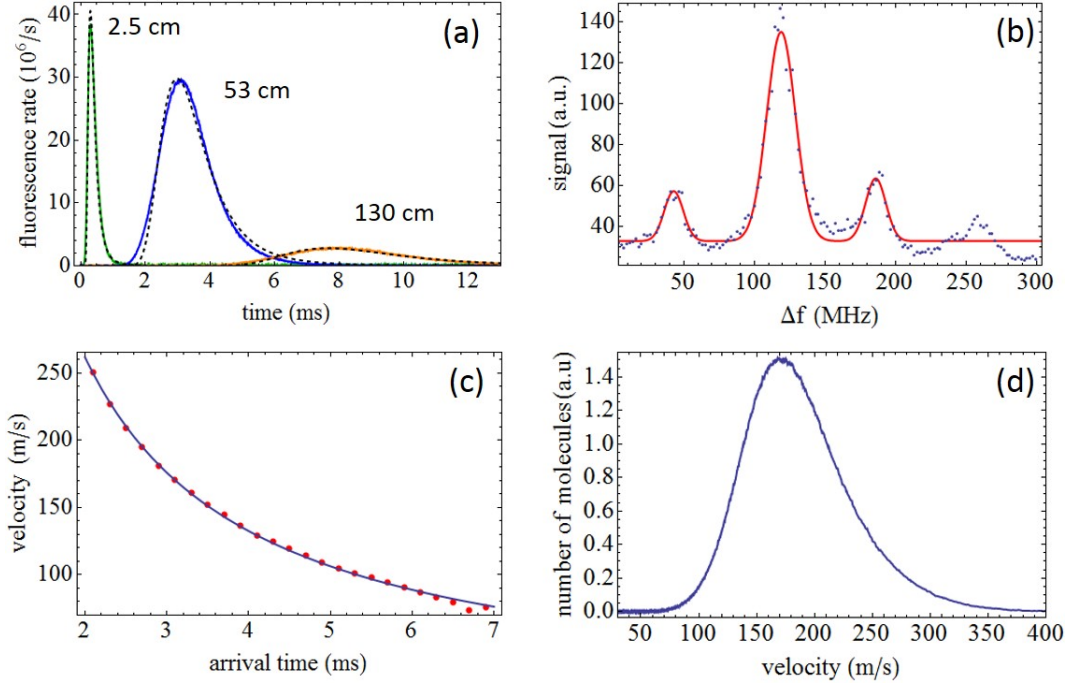 (a)
2.5 cm
53 cm
130 cm
fluorescence rate (10⁶/s)
40
30
20
10
0
0 2 4 6 8 10 12
time (ms)
(b)
signal (a.u.)
140
120
100
80
60
40
50 100 150 200 250 300
Δf (MHz)
(c)
velocity (m/s)
250
200
150
100
2 3 4 5 6 7
arrival time (ms)
(d)
number of molecules(a.u)
1.4
1.2
1.0
0.8
0.6
0.4
0.2
0.0
50 100 150 200 250 300 350 400
velocity (m/s)